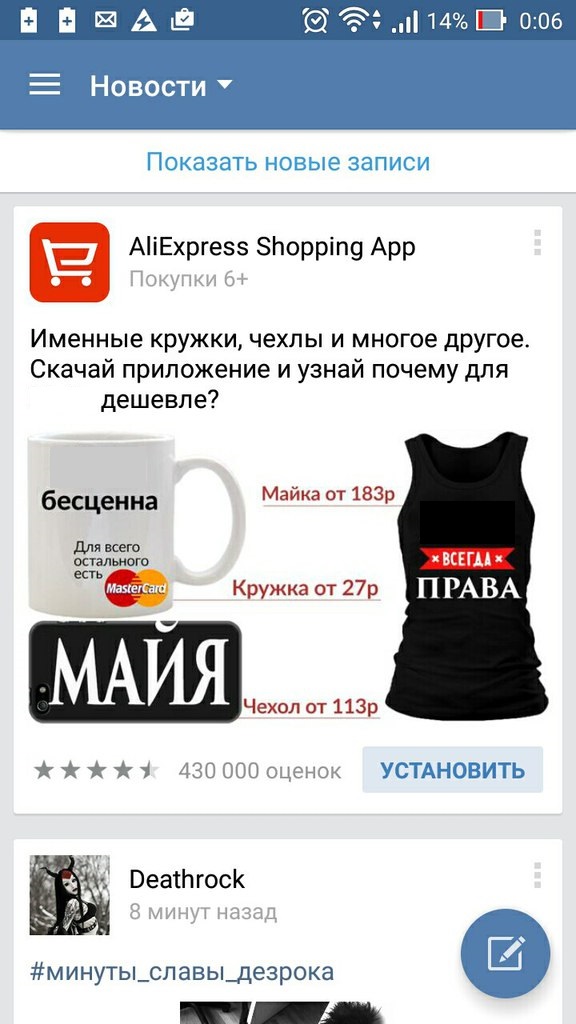 14% 0:06
Новости
Показать новые записи
AliExpress Shopping App
Покупки 6+
Именные кружки, чехлы и многое другое.
Скачай приложение и узнай почему для
дешевле?
бесценна
Для всего
остального
есть
MasterCard
Майка от 183р
ВСЕГДА
ПРАВА
Кружка от 27р
МАЙЯ
Чехол от 113р
430 000 оценок
УСТАНОВИТЬ
Deathrock
8 минут назад
#минуты_славы_дезрока